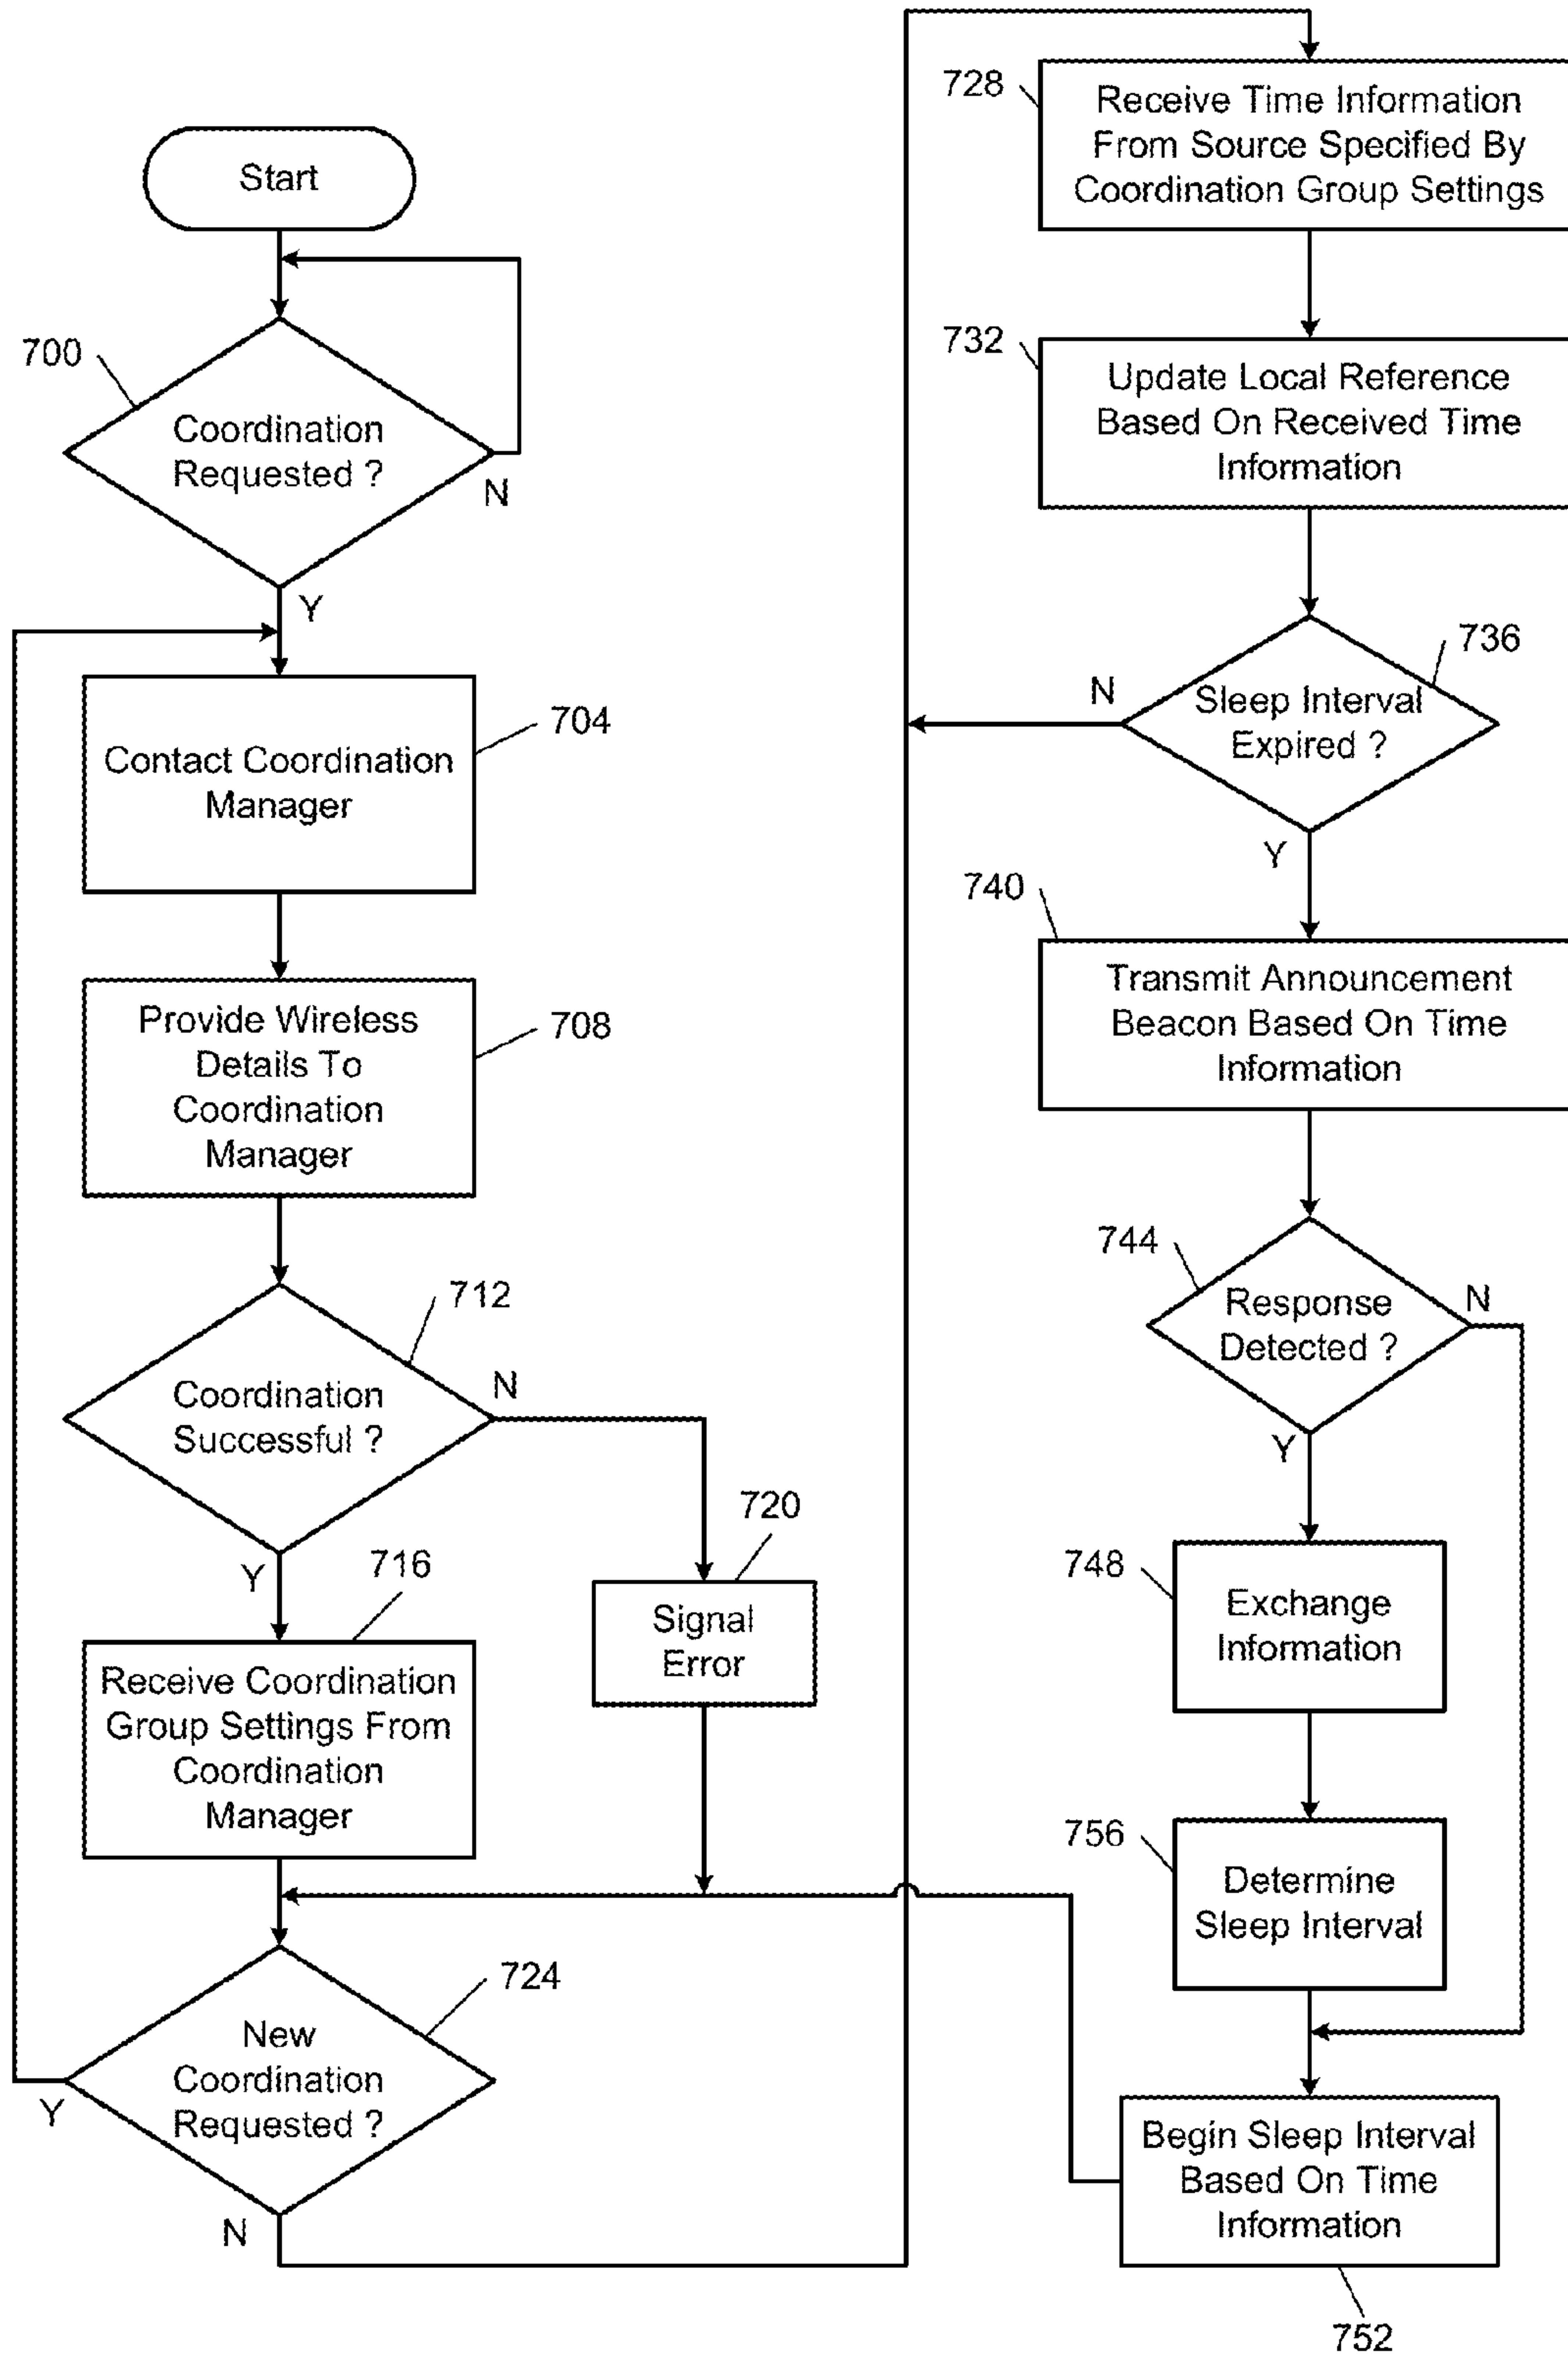 Start
700
Coordination
Requested ?
N
Y
704
Contact Coordination
Manager
708
Provide Wireless
Details To
Coordination
Manager
712
Coordination
Successful ?
N
Y
716
Receive Coordination
Group Settings From
Coordination
Manager
720
Signal
Error
724
New
Coordination
Requested ?
Y
N
728
Receive Time Information
From Source Specified By
Coordination Group Settings
732
Update Local Reference
Based On Received Time
Information
736
Sleep Interval
Expired ?
N
Y
740
Transmit Announcement
Beacon Based On Time
Information
744
Response
Detected ?
N
Y
748
Exchange
Information
756
Determine
Sleep Interval
Begin Sleep Interval
Based On Time
Information
752